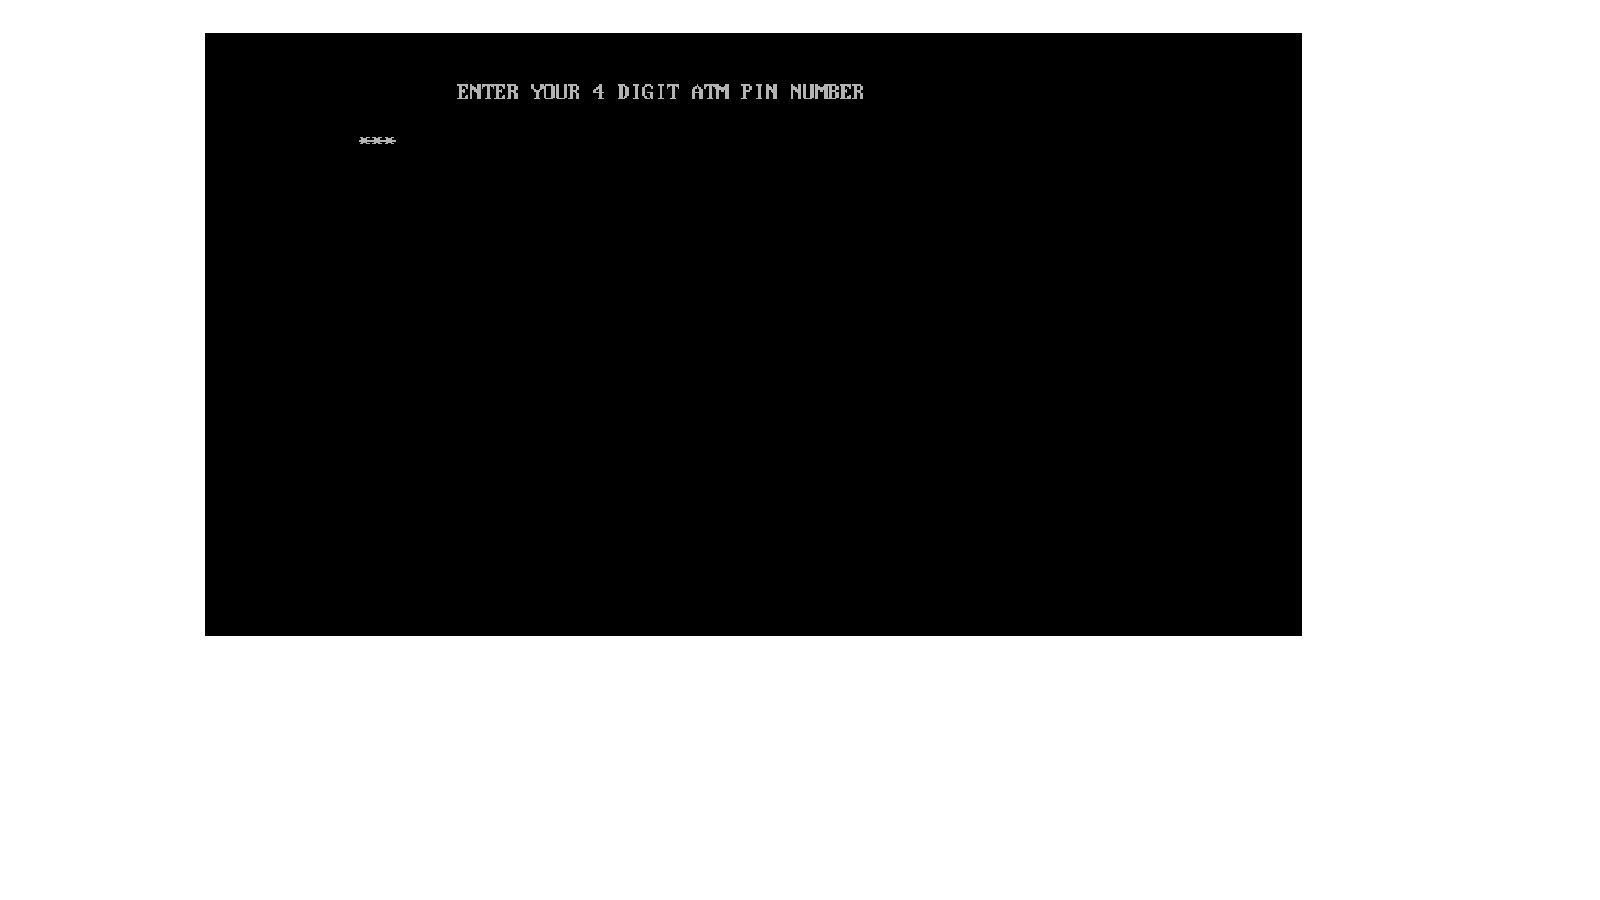 ENTER YOUR 4 DIGIT ATM PIN NUMBER
***